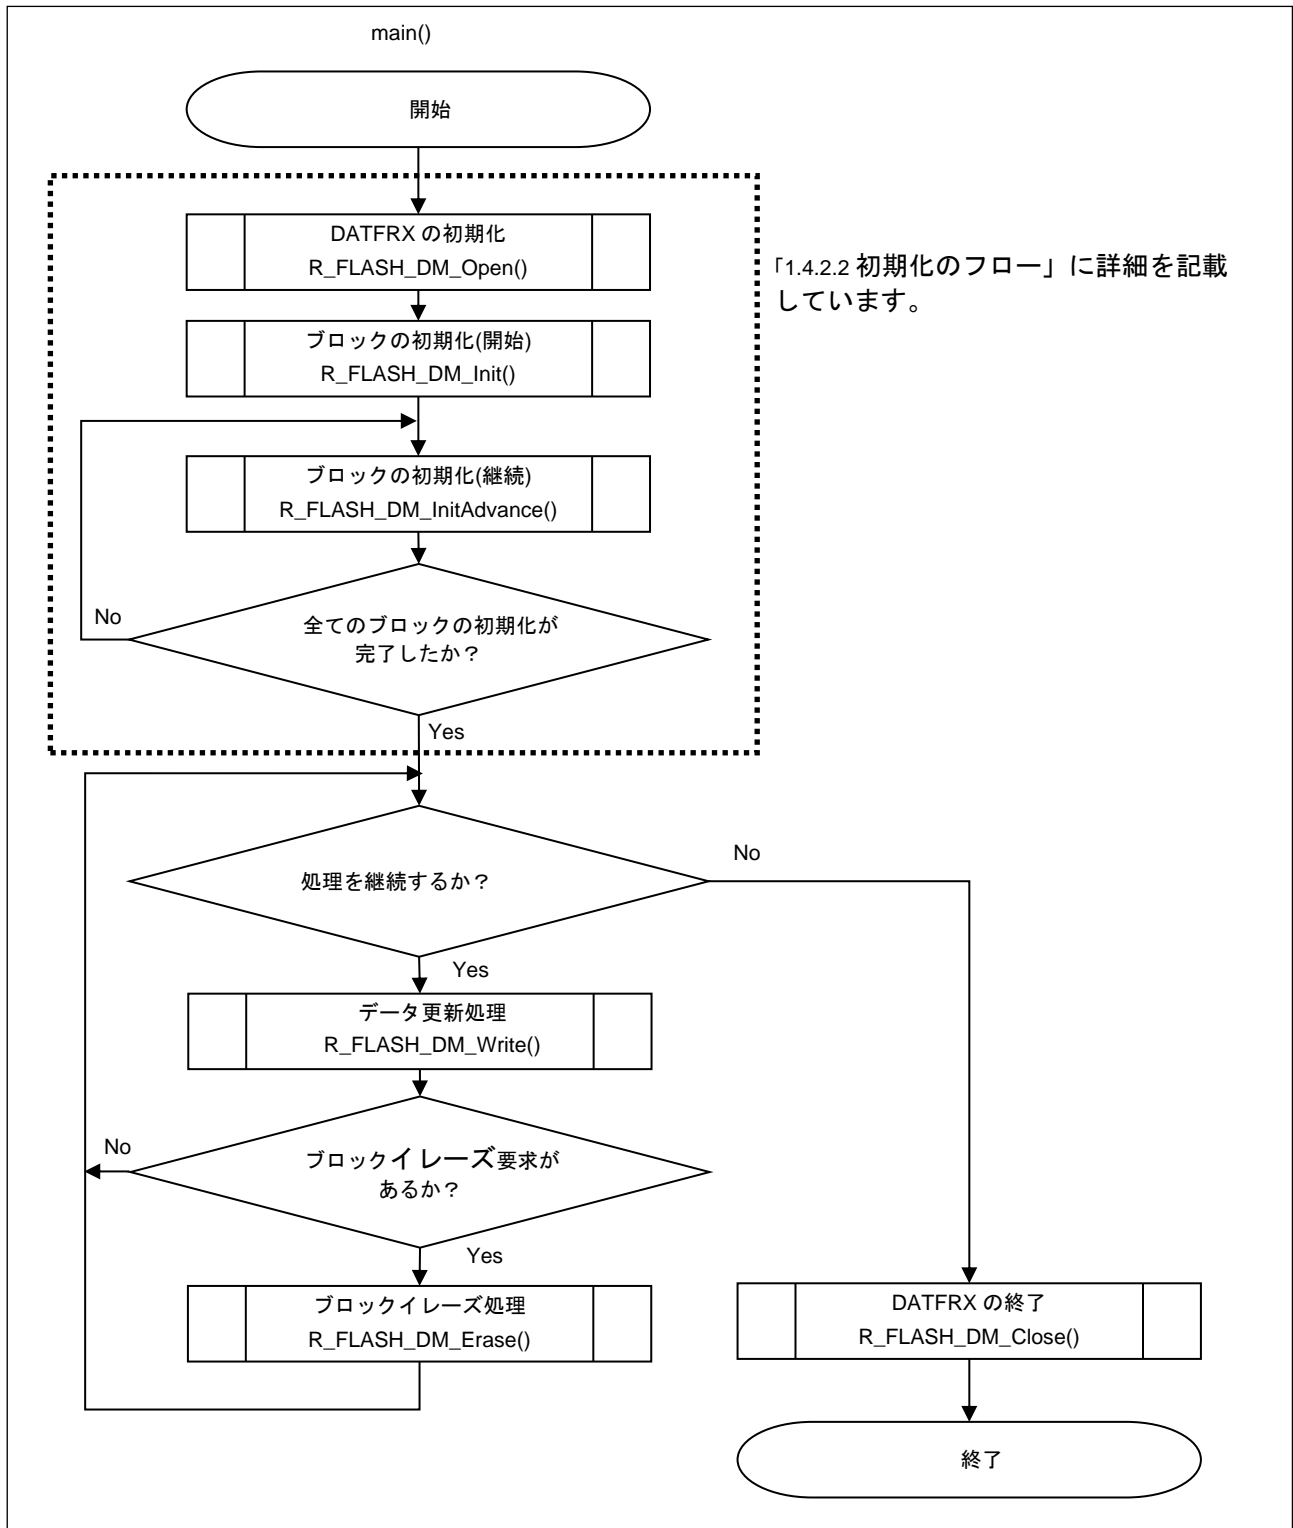 main()
開始
DATFRX の初期化
R_FLASH_DM_Open()
「1.4.2.2 初期化のフロー」に詳細を記載
しています。
ブロックの初期化(開始)
R_FLASH_DM_Init()
ブロックの初期化(継続)
R_FLASH_DM_InitAdvance()
No
全てのブロックの初期化が
完了したか？
Yes
No
処理を継続するか？
Yes
データ更新処理
R_FLASH_DM_Write()
No
ブロックイレーズ要求が
あるか？
Yes
ブロックイレーズ処理
R_FLASH_DM_Erase()
DATFRX の終了
R_FLASH_DM_Close()
終了